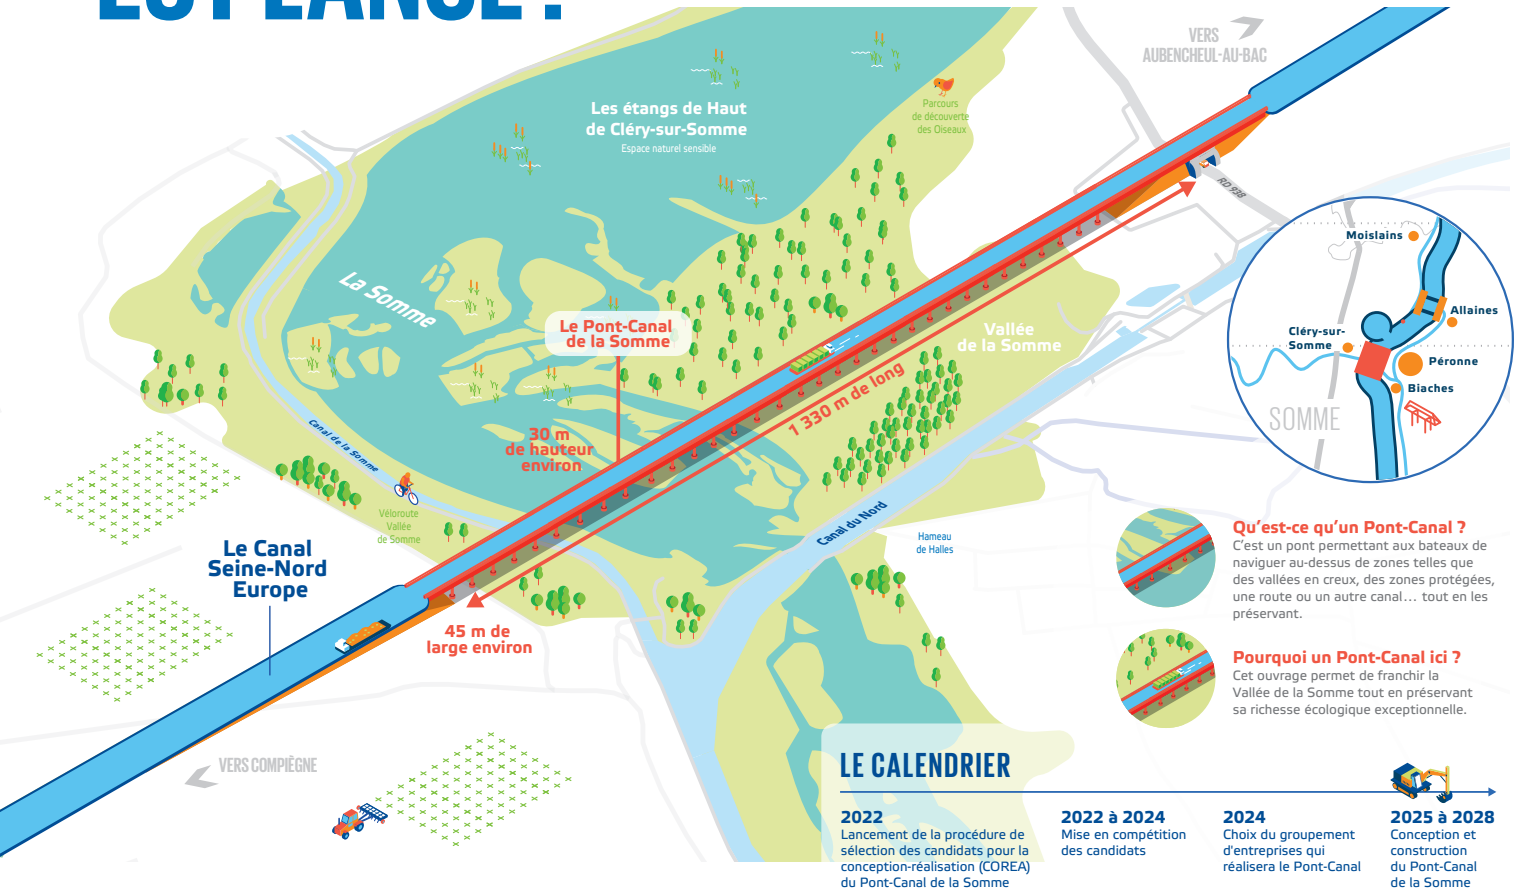 VERS
AUBENCHEUL-AU-BAC
Les étangs de Haut
de Cléry-sur-Somme
Espace naturel sensible
Parcours
de découverte
des Oiseaux
RD 938
La Somme
Le Pont-Canal
de la Somme
Vallée
de la Somme
1 330 m de long
30 m
de hauteur
environ
Canal de la Somme
Véloroute
Vallée
de Somme
Canal du Nord
Hameau
de Halles
Le Canal
Seine-Nord
Europe
45 m de
large environ
VERS COMPIÈGNE
Moislains
Allaines
Cléry-sur-
Somme
Péronne
Biaches
SOMME
Qu’est-ce qu’un Pont-Canal ?
C’est un pont permettant aux bateaux de
naviguer au-dessus de zones telles que
des vallées en creux, des zones protégées,
une route ou un autre canal… tout en les
préservant.
Pourquoi un Pont-Canal ici ?
Cet ouvrage permet de franchir la
Vallée de la Somme tout en préservant
sa richesse écologique exceptionnelle.
LE CALENDRIER
2022
Lancement de la procédure de
sélection des candidats pour la
conception-réalisation (COREA)
du Pont-Canal de la Somme
2022 à 2024
Mise en compétition
des candidats
2024
Choix du groupement
d'entreprises qui
réalisera le Pont-Canal
2025 à 2028
Conception et
construction
du Pont-Canal
de la Somme